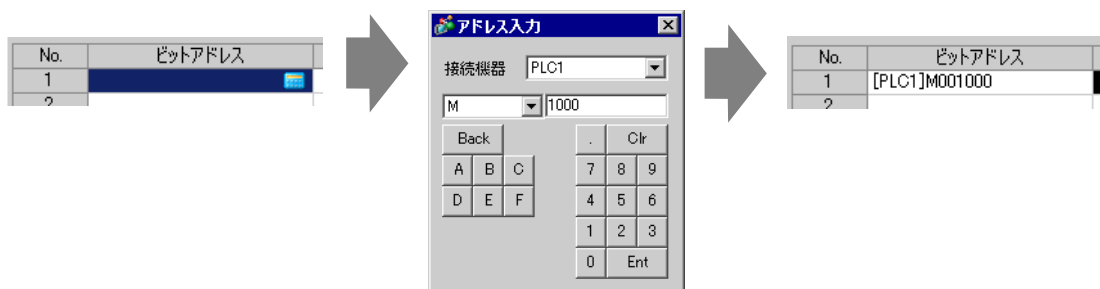 No. ビットアドレス
1
2
アドレス入力
接続機器 PLC1
M 1000
Back . Clr
A B C 7 8 9
D E F 4 5 6
1 2 3
0 Ent
No. ビットアドレス
1 [PLC1]M001000
2